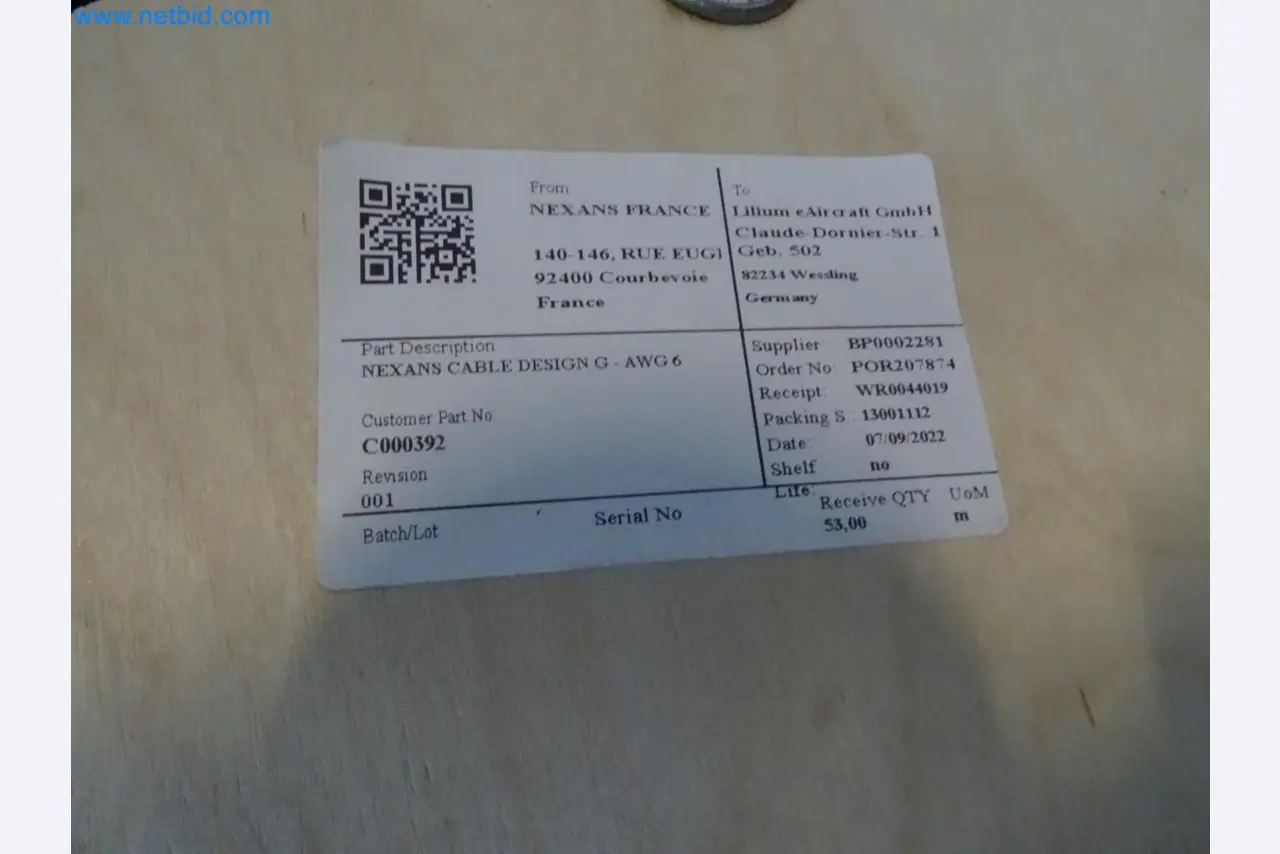 www.netbid.com
From
NEXANS FRANCE
140-146, RUE EUGI
92400 Courbevoie
France
To
Lilium eAircraft GmbH
Claude-Dornier-Str. 1
Geb. 502
82234 Wessling
Germany
Part Description
NEXANS CABLE DESIGN G - AWG 6
Customer Part No
C000392
Revision
001
Supplier: BP0002281
Order No: POR207874
Receipt: WR0044019
Packing S.: 13001112
Date: 07/09/2022
Shelf no
Life:
Batch/Lot
Serial No
Receive QTY UoM
53,00 m